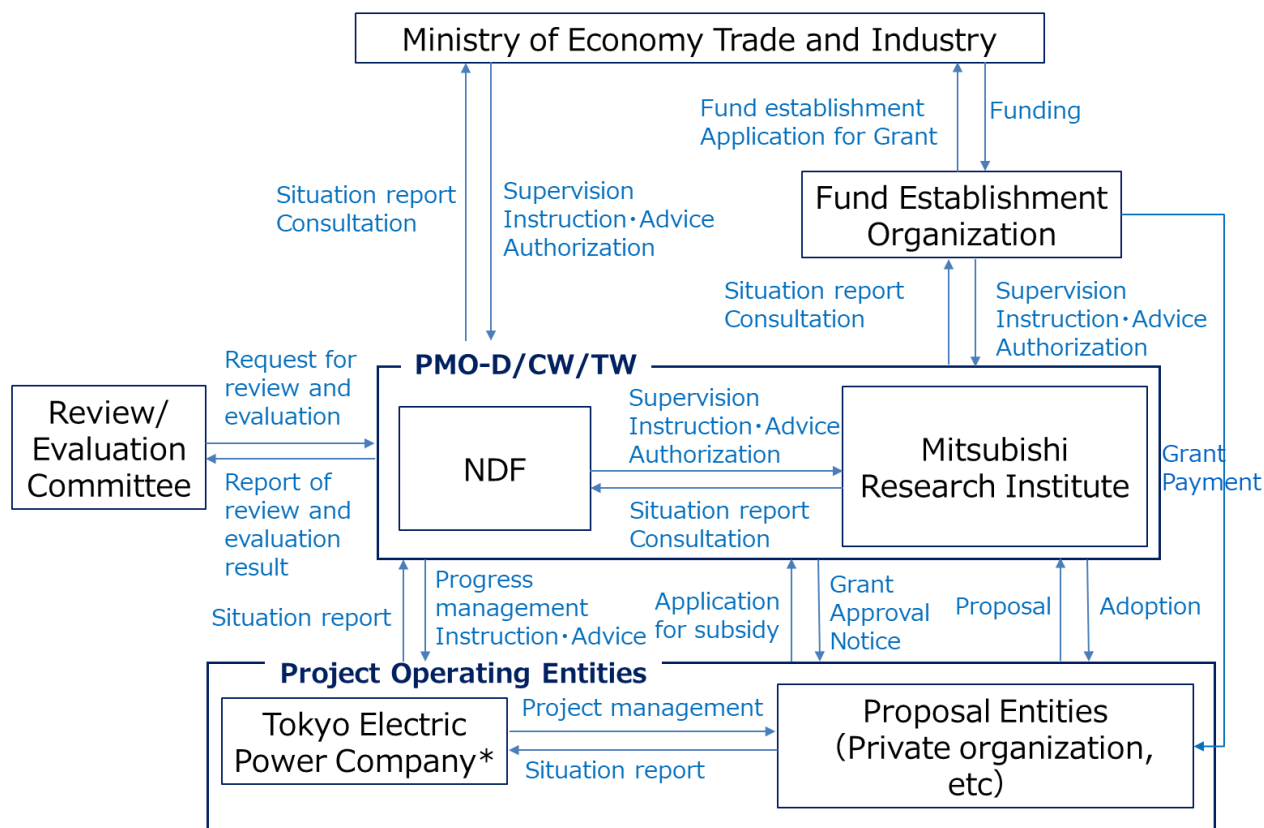 Ministry of Economy Trade and Industry
Fund establishment
Application for Grant
Funding
Situation report
Consultation
Supervision
Instruction・Advice
Authorization
Fund Establishment
Organization
Situation report
Consultation
Supervision
Instruction・Advice
Authorization
PMO-D/CW/TW
Request for
review and
evaluation
Review/
Evaluation
Committee
Report of
review and
evaluation
result
NDF
Supervision
Instruction・Advice
Authorization
Situation report
Consultation
Mitsubishi
Research Institute
Grant
Payment
Situation report
Progress
management
Instruction・Advice
Application
for subsidy
Grant
Approval
Notice
Proposal
Adoption
Project Operating Entities
Tokyo Electric
Power Company*
Project management
Situation report
Proposal Entities
（Private organization,
etc）